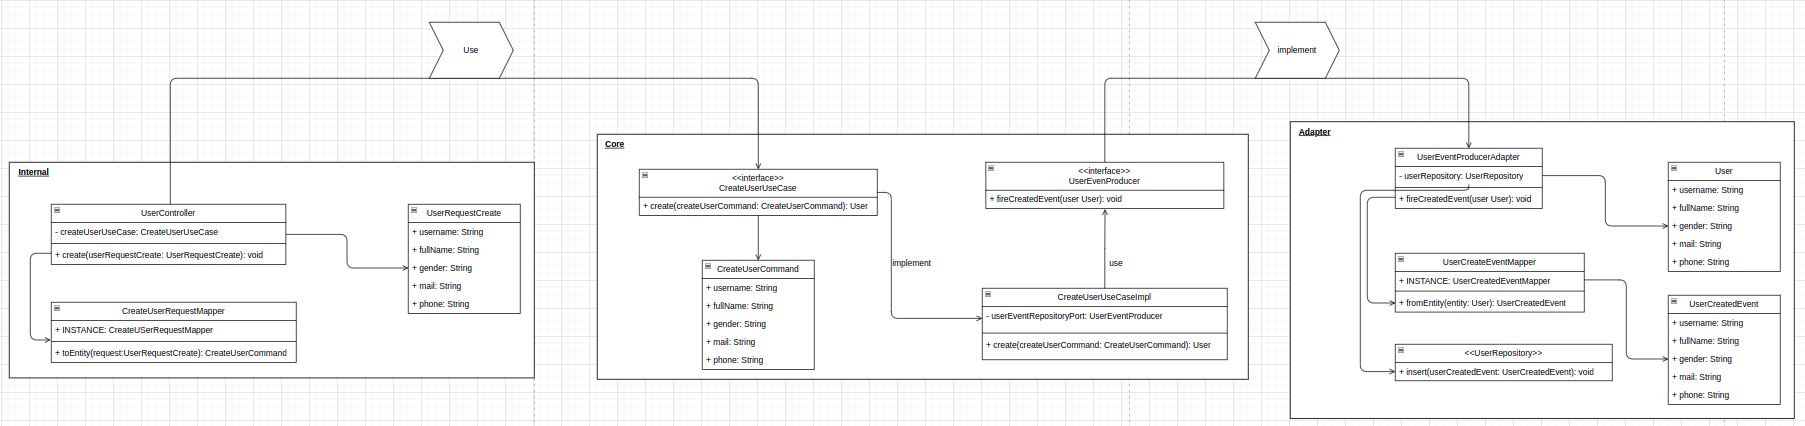 Use
implement
Internal
UserController
- createUserUseCase: CreateUserUseCase
+ create(userRequestCreate: UserRequestCreate): void
UserRequestCreate
+ username: String
+ fullName: String
+ gender: String
+ mail: String
+ phone: String
CreateUserRequestMapper
+ INSTANCE: CreateUSerRequestMapper
+ toEntity(request:UserRequestCreate): CreateUserCommand
Core
<<interface>>
CreateUserUseCase
+ create(createUserCommand: CreateUserCommand): User
CreateUserCommand
+ username: String
+ fullName: String
+ gender: String
+ mail: String
+ phone: String
implement
<<interface>>
UserEvenProducer
+ fireCreatedEvent(user User): void
use
CreateUserUseCaseImpl
- userEventRepositoryPort: UserEventProducer
+ create(createUserCommand: CreateUserCommand): User
Adapter
UserEventProducerAdapter
- userRepository: UserRepository
+ fireCreatedEvent(user User): void
User
+ username: String
+ fullName: String
+ gender: String
+ mail: String
+ phone: String
UserCreateEventMapper
+ INSTANCE: UserCreatedEventMapper
+ fromEntity(entity: User): UserCreatedEvent
UserCreatedEvent
+ username: String
+ fullName: String
+ gender: String
+ mail: String
+ phone: String
<<UserRepository>>
+ insert(userCreatedEvent: UserCreatedEvent): void